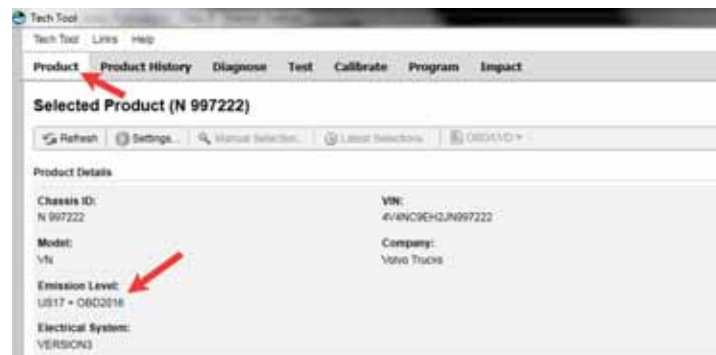 Tech Tool
Tech Tool Links Help
Product Product History Diagnose Test Calibrate Program Impact
Selected Product (N 997222)
Refresh Settings... Manual Selection... Latest Selections OBD/LVD
Product Details
Chassis ID: VIN:
N 997222 4V4NC9EH2JN997222
Model: Company:
VN Volvo Trucks
Emission Level:
US17 + OBD2016
Electrical System:
VERSION3